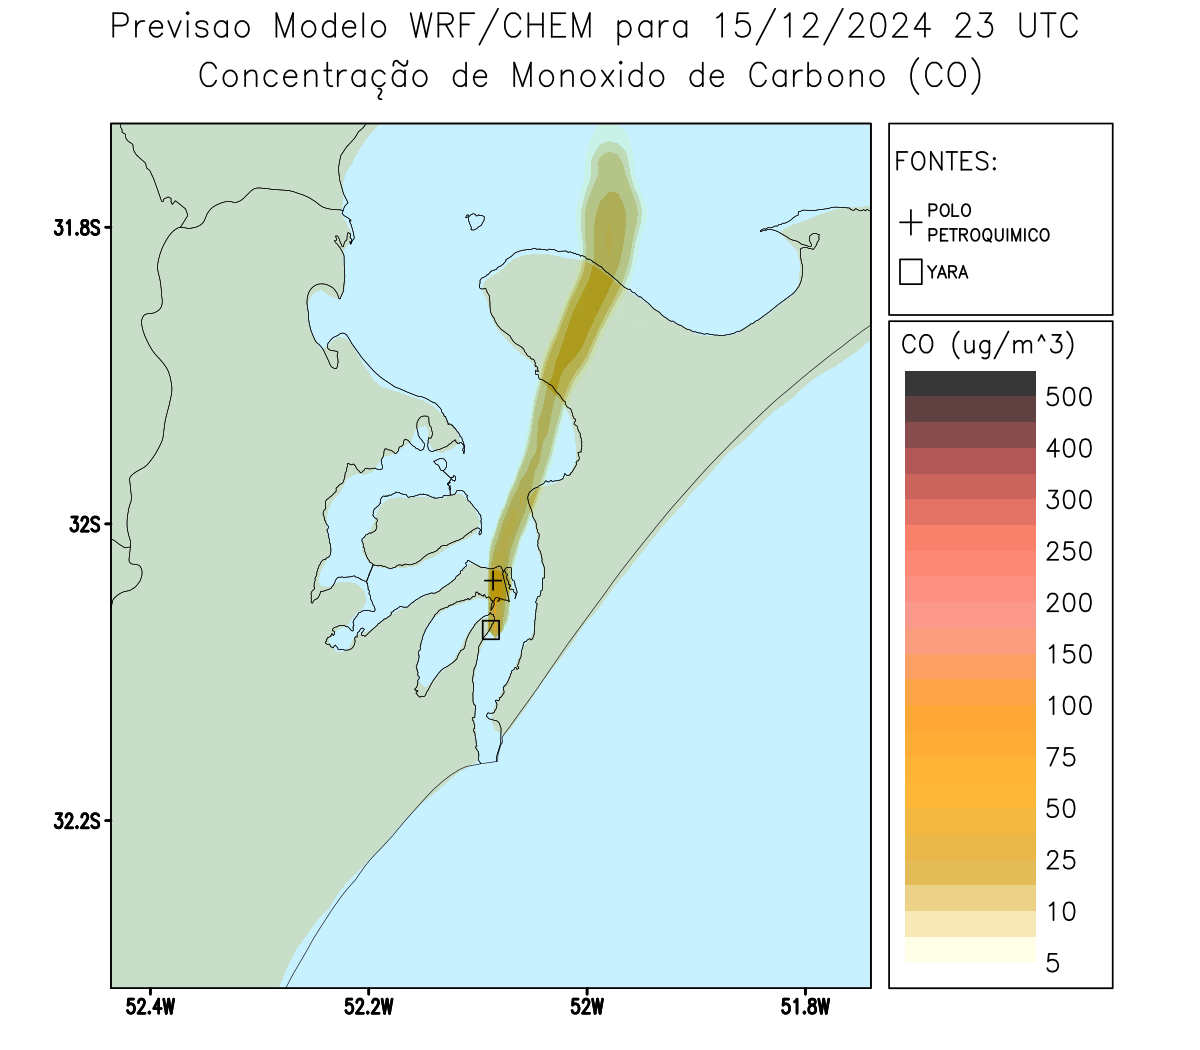 Previsao Modelo WRF/CHEM para 15/12/2024 23 UTC
Concentração de Monoxido de Carbono (CO)
FONTES:
POLO
PETROQUIMICO
YARA
CO (ug/m^3)
500
400
300
250
200
150
100
75
50
25
10
5
31.8S
32S
32.2S
52.4W
52.2W
52W
51.8W